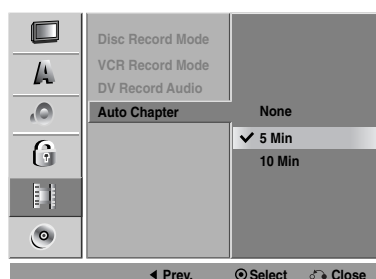 Disc Record Mode
VCR Record Mode
DV Record Audio
Auto Chapter
None
5 Min
10 Min
Prev. Select Close